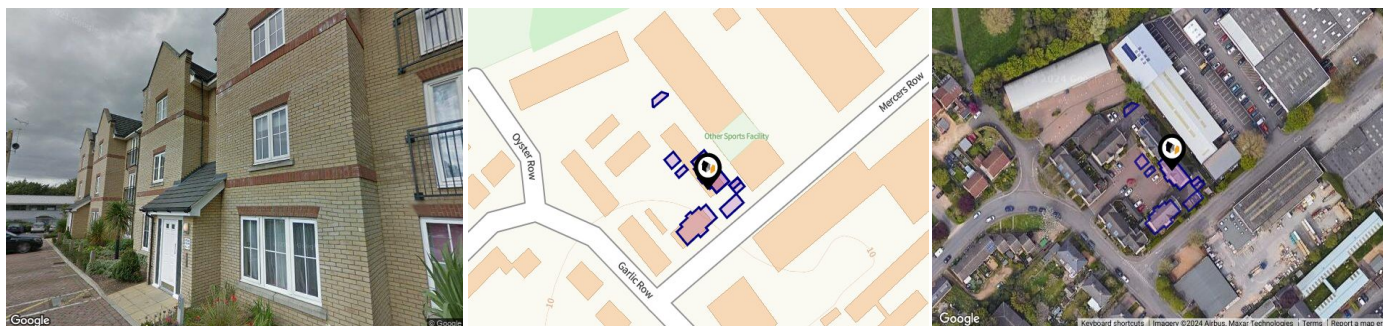 Google
© Google
Oyster Row
Other Sports Facility
Mercers Row
Garlic Row
10
10
Google
Keyboard shortcuts
Imagery ©2024 Airbus, Maxar Technologies
Terms
Report a map er